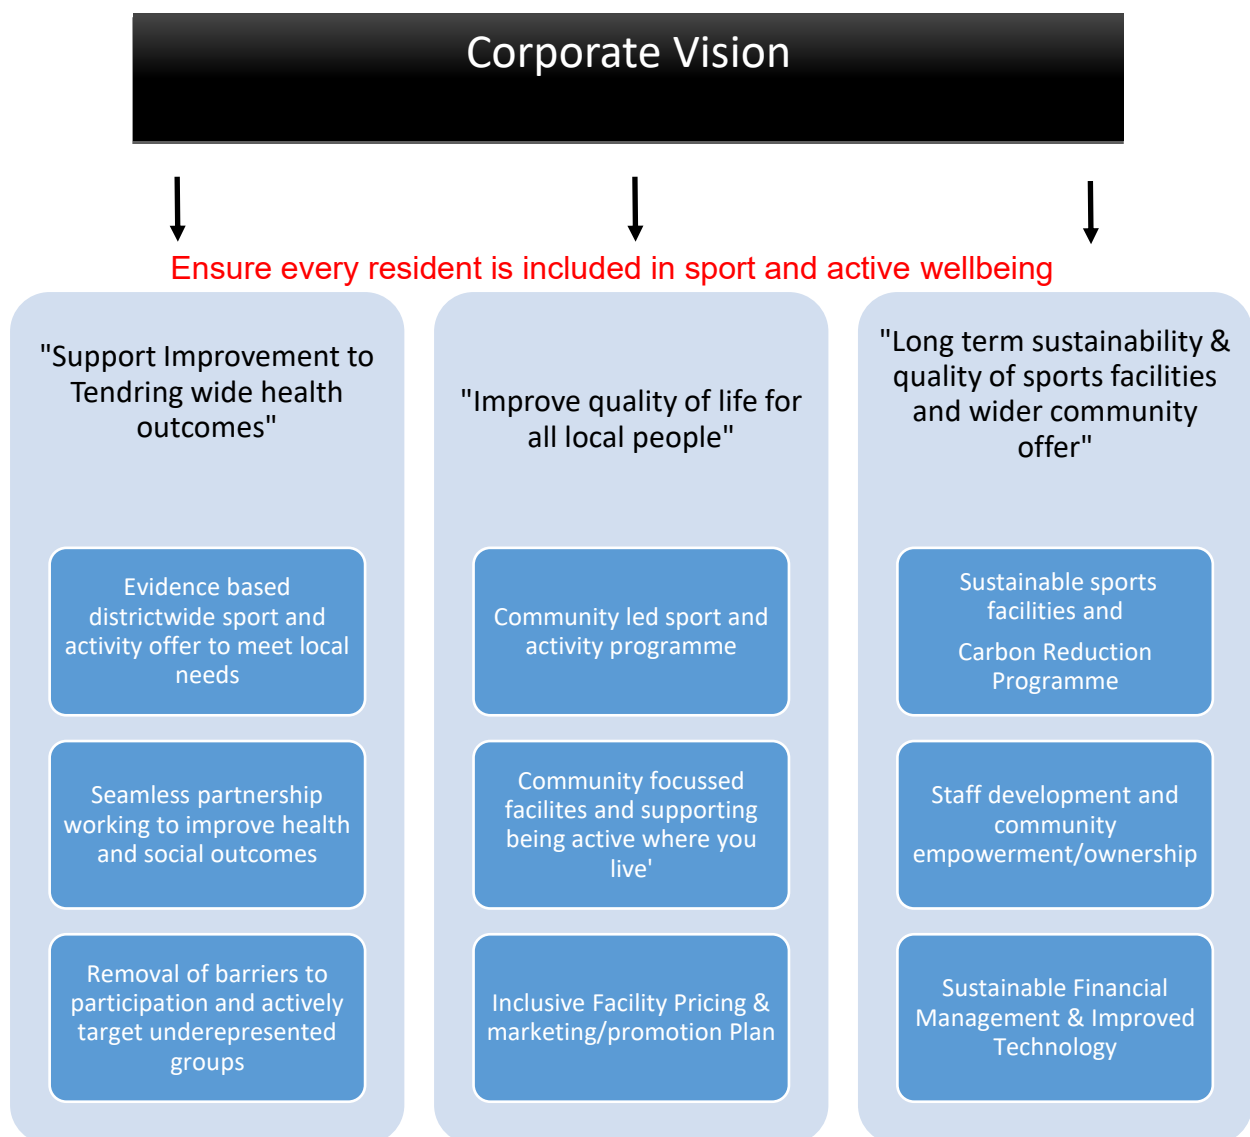 Corporate Vision
Ensure every resident is included in sport and active wellbeing
"Support Improvement to
Tendring wide health
outcomes"
Evidence based
districtwide sport and
activity offer to meet local
needs
Seamless partnership
working to improve health
and social outcomes
Removal of barriers to
participation and actively
target underepresented
groups
"Improve quality of life for
all local people"
Community led sport and
activity programme
Community focussed
facilites and supporting
being active where you
live'
Inclusive Facility Pricing &
marketing/promotion Plan
"Long term sustainability &
quality of sports facilities
and wider community
offer"
Sustainable sports
facilities and
Carbon Reduction
Programme
Staff development and
community
empowerment/ownership
Sustainable Financial
Management & Improved
Technology